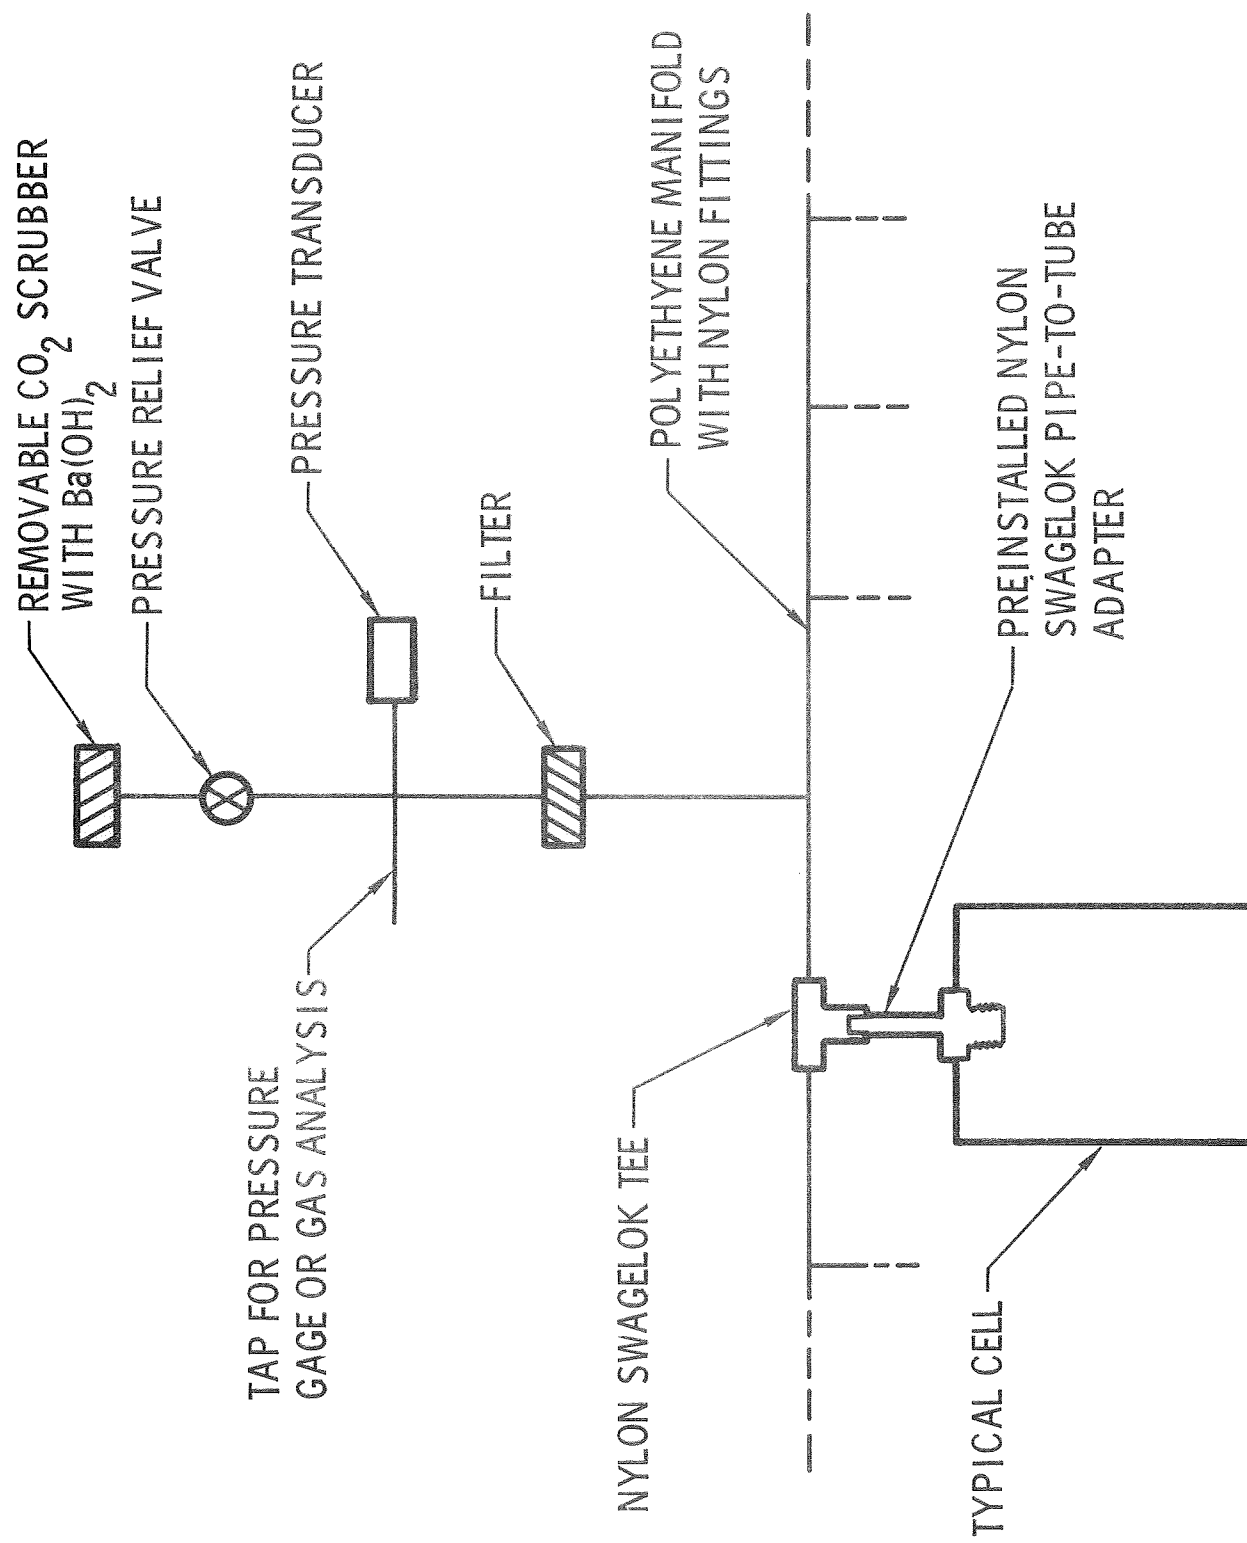 REMOVABLE CO2 SCRUBBER
WITH Ba(OH)2
PRESSURE RELIEF VALVE
PRESSURE TRANSDUCER
TAP FOR PRESSURE
GAGE OR GAS ANALYSIS
FILTER
POLYETHYENE MANIFOLD
WITH NYLON FITTINGS
NYLON SWAGELOK TEE
PREINSTALLED NYLON
SWAGELOK PIPE-TO-TUBE
ADAPTER
TYPICAL CELL